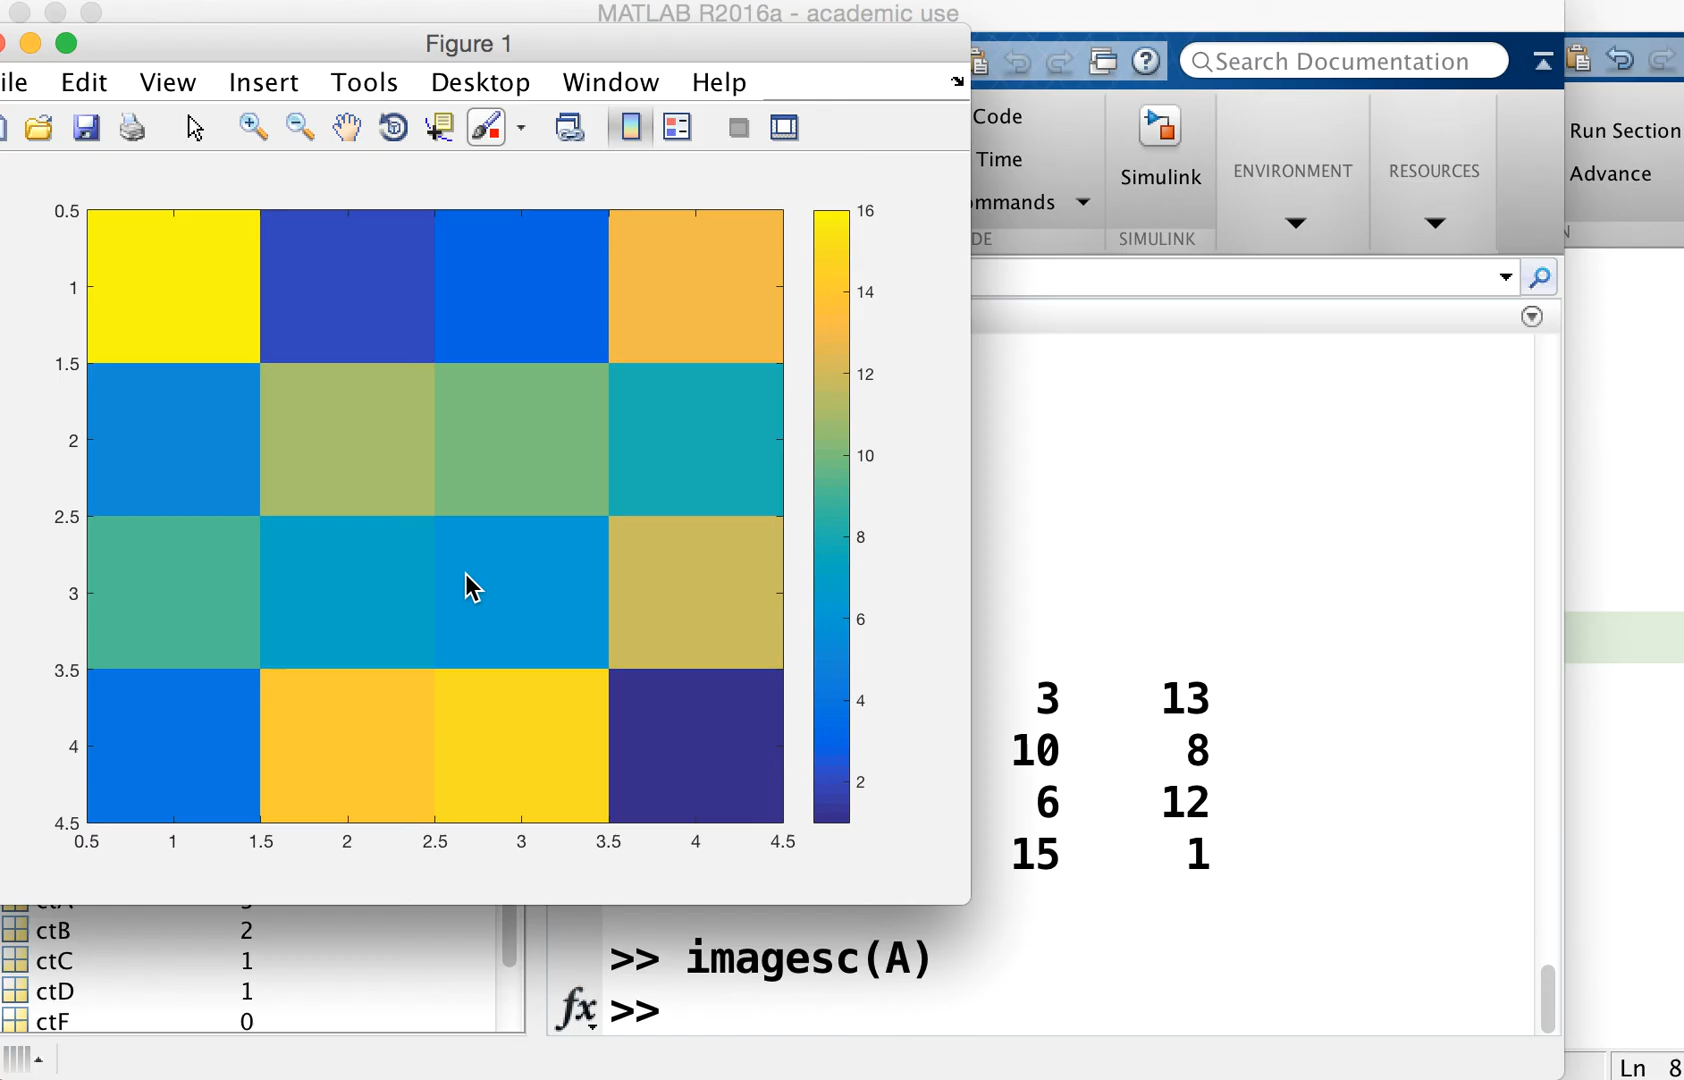 MATLAB R2016a - academic use
Figure 1
ile Edit View Insert Tools Desktop Window Help
Search Documentation
Code
Time
ommands
DE
Simulink
SIMULINK
ENVIRONMENT
RESOURCES
Run Section
Advance
N
0.5
1
1.5
2
2.5
3
3.5
4
4.5
0.5 1 1.5 2 2.5 3 3.5 4 4.5
16
14
12
10
8
6
4
2
3 13
10 8
6 12
15 1
ctB 2
ctC 1
ctD 1
ctF 0
>> imagesc(A)
fx >>
Ln 8